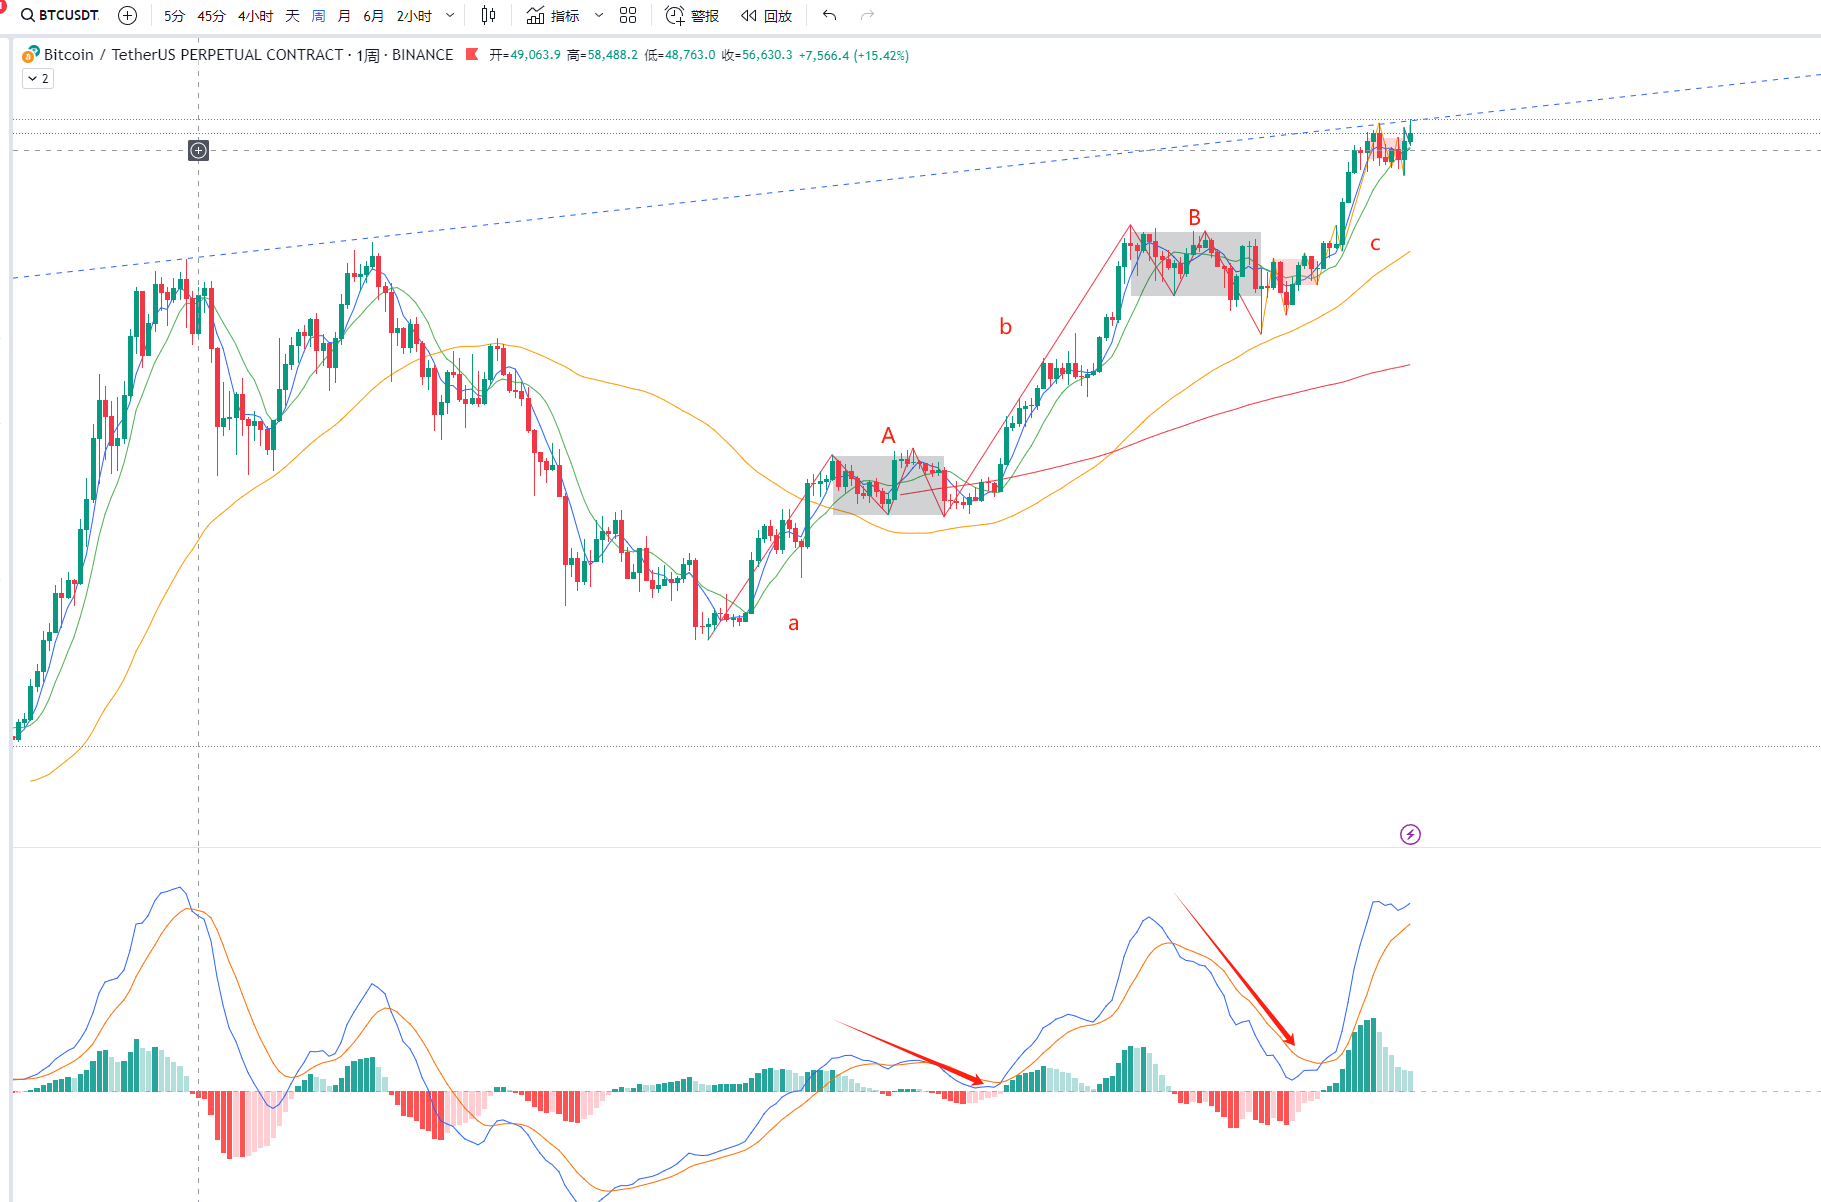 BTCUSDT. 5分 45分 4小时 天 周 月 6月 2小时 指标 警报 回放
Bitcoin / TetherUS PERPETUAL CONTRACT · 1周 · BINANCE 开=49,063.9 高=58,488.2 低=48,763.0 收=56,630.3 +7,566.4 (+15.42%)
2
B
c
b
A
a